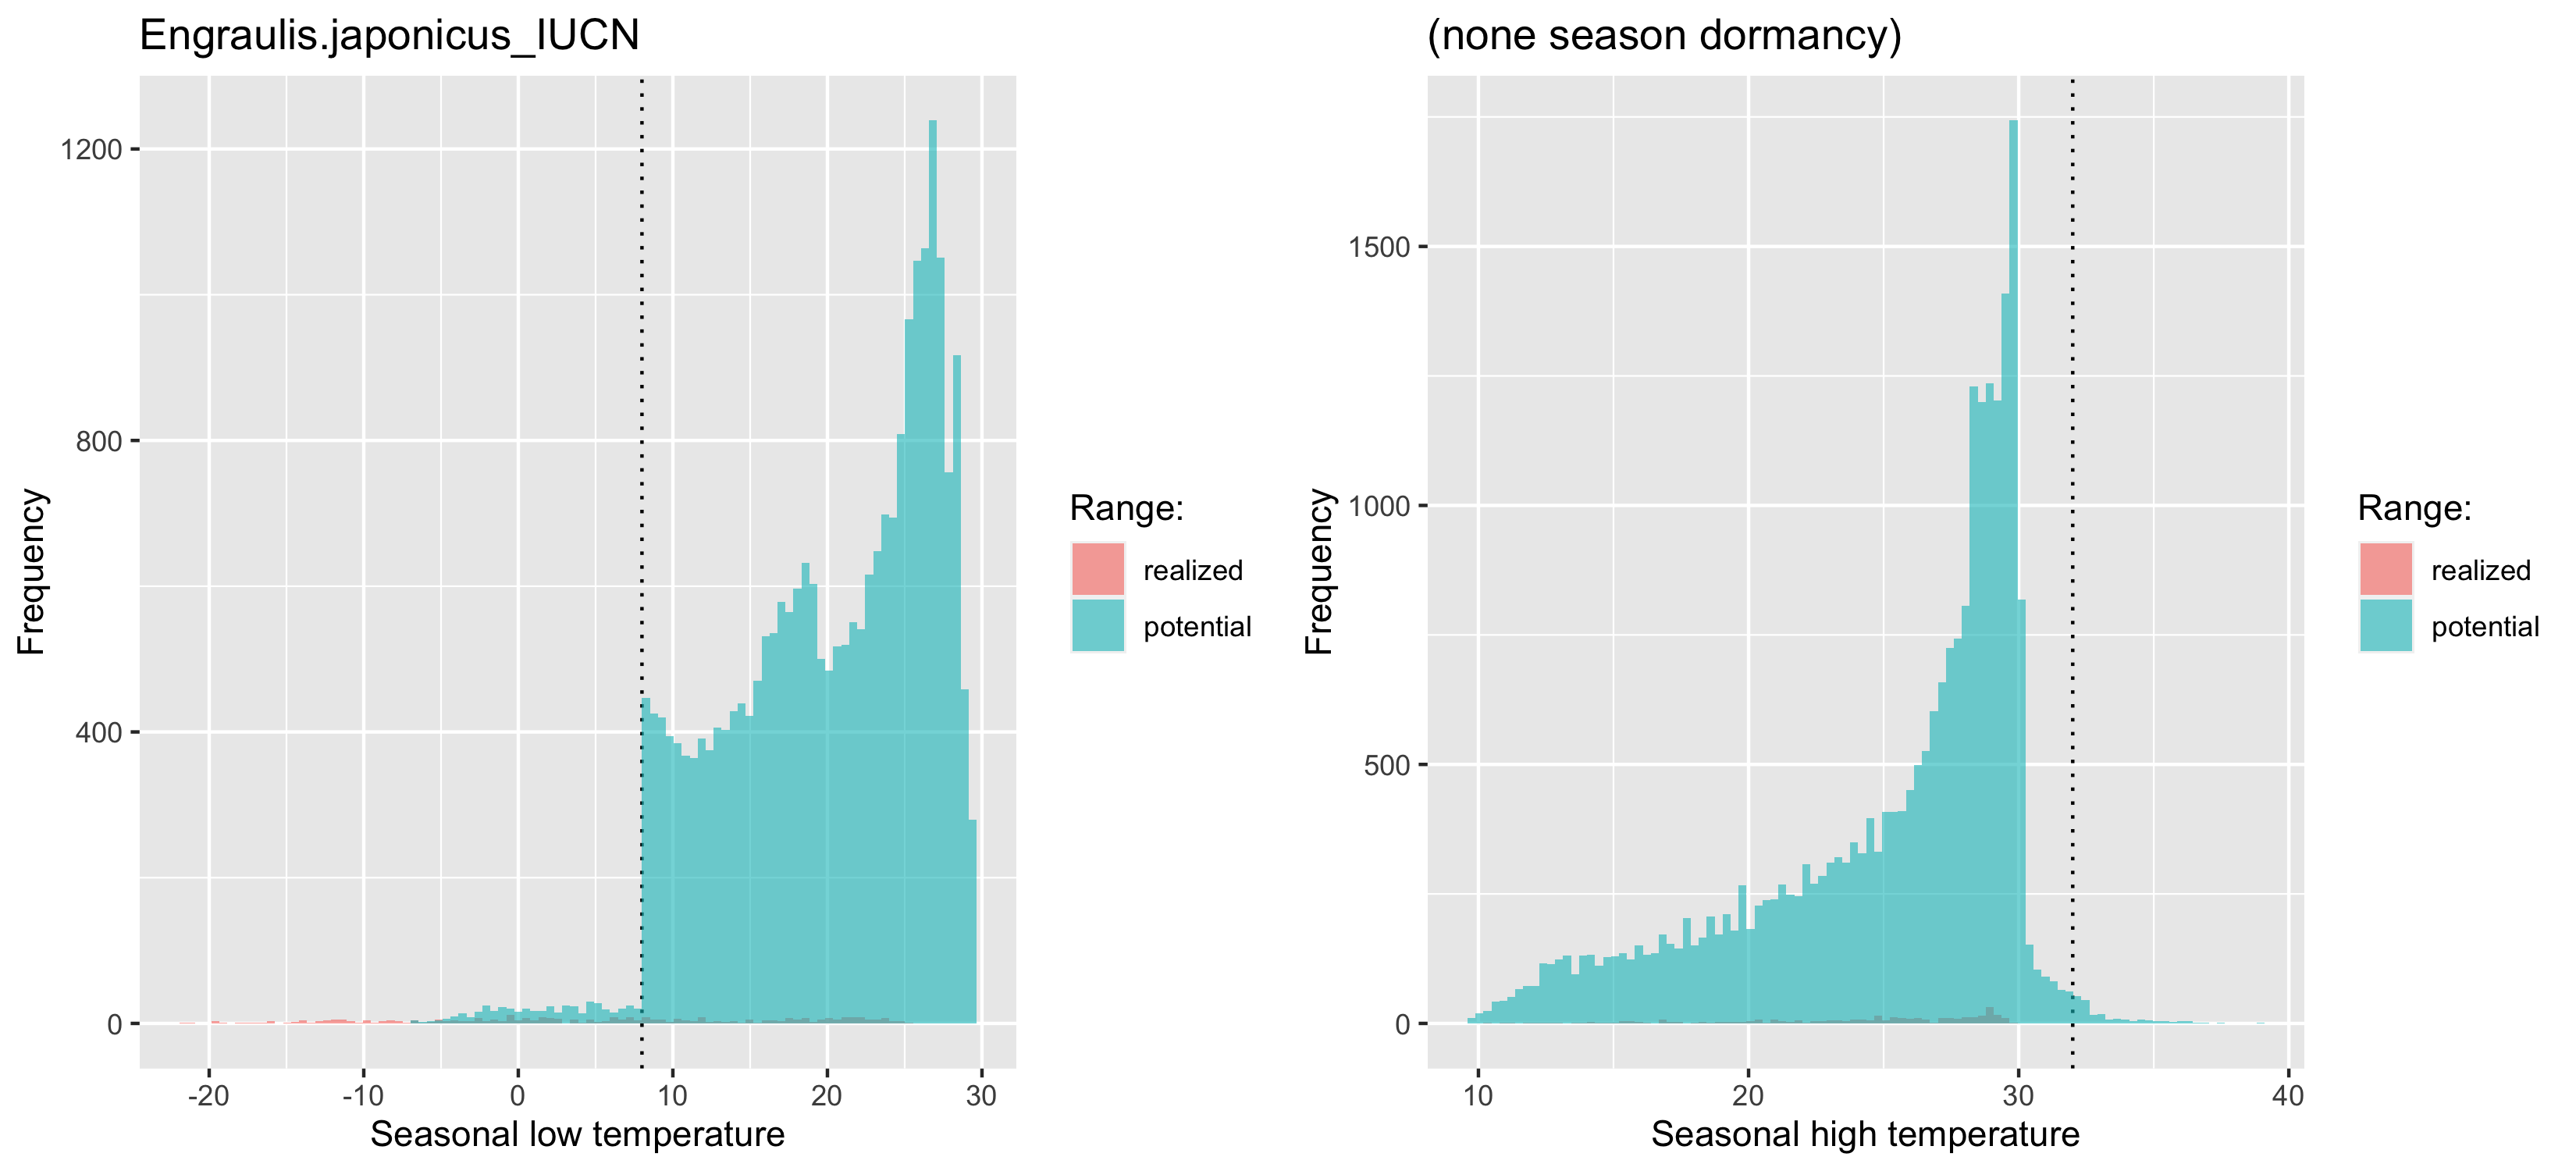 Engraulis.japonicus_IUCN
Frequency
1200
800
400
0
-20 -10 0 10 20 30
Seasonal low temperature
Range:
realized
potential
(none season dormancy)
Frequency
1500
1000
500
0
10 20 30 40
Seasonal high temperature
Range:
realized
potential